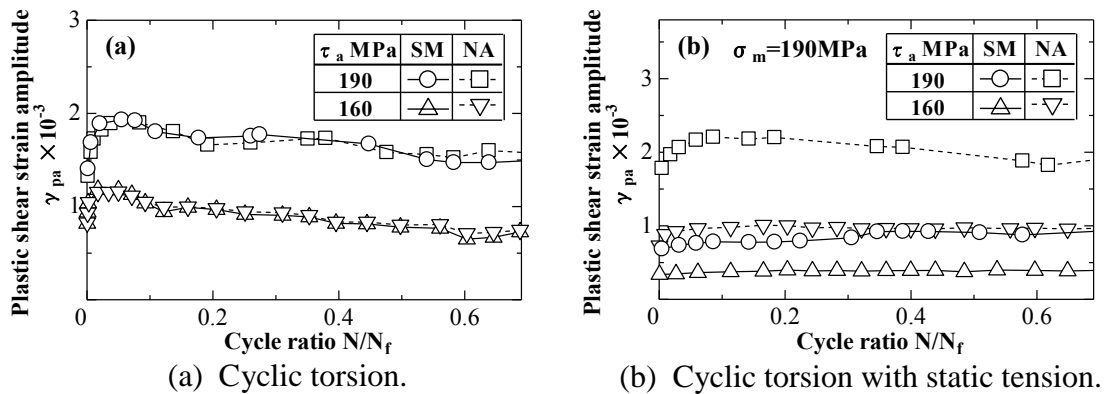 Plastic shear strain amplitude
γ pa ×10⁻³
3
2
1
(a)
τ a MPa SM NA
190
160
0 0.2 0.4 0.6
Cycle ratio N/Nf
(a) Cyclic torsion.
Plastic shear strain amplitude
γ pa ×10⁻³
3
2
1
(b) σ m=190MPa
τ a MPa SM NA
190
160
0 0.2 0.4 0.6
Cycle ratio N/Nf
(b) Cyclic torsion with static tension.